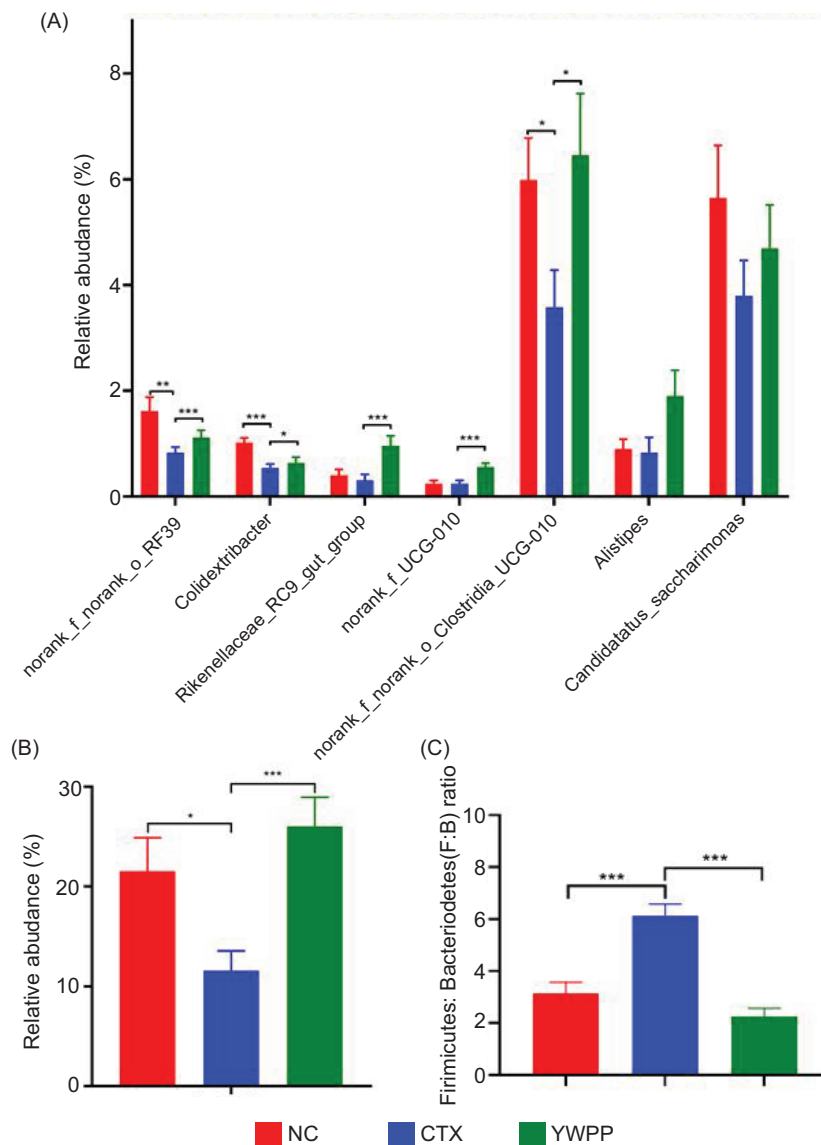 (A)
Relative abudance (%)
8
6
4
2
0
** ***
*** *
***
***
* *
norank_f_norank_o_RF39
Colidextribacter
Rikenellaceae_RC9_gut_group
norank_f_UCG-010
norank_f_norank_o_Clostridia_UCG-010
Alistipes
Candidatatus_saccharimonas
(B)
Relative abudance (%)
30
20
10
0
* ***
(C)
Firimicutes: Bacteriodetes(F:B) ratio
10
8
6
4
2
0
*** ***
NC CTX YWPP